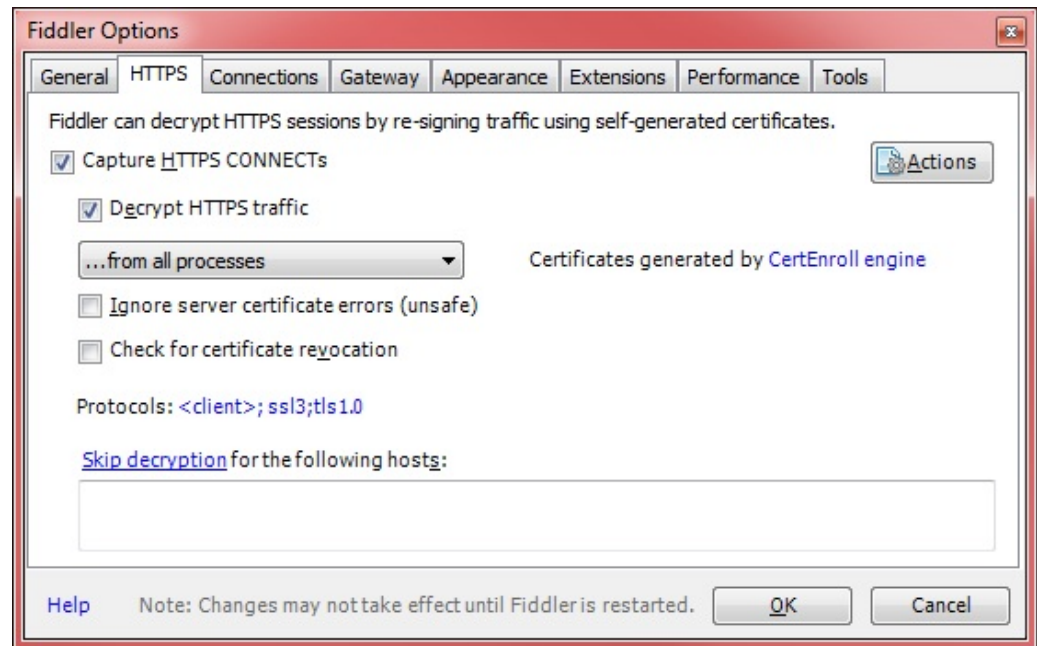 Fiddler Options
General HTTPS Connections Gateway Appearance Extensions Performance Tools
Fiddler can decrypt HTTPS sessions by re-signing traffic using self-generated certificates.
Capture HTTPS CONNECTs
Actions
Decrypt HTTPS traffic
...from all processes
Certificates generated by CertEnroll engine
Ignore server certificate errors (unsafe)
Check for certificate revocation
Protocols: <client>; ssl3;tls1.0
Skip decryption for the following hosts:
Help
Note: Changes may not take effect until Fiddler is restarted.
OK
Cancel